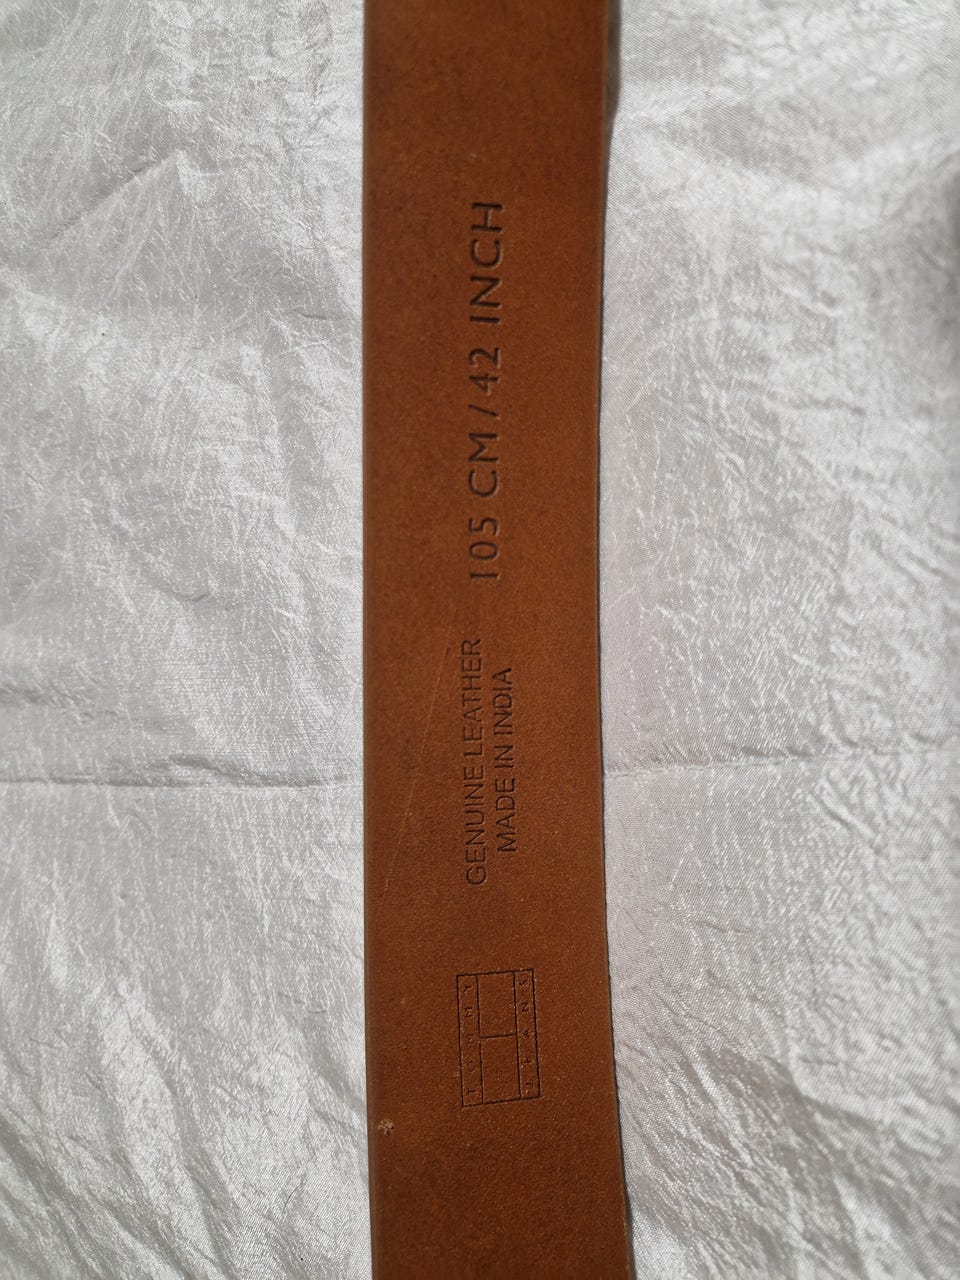 TOMMY
JEANS
GENUINE LEATHER
MADE IN INDIA
105 CM / 42 INCH